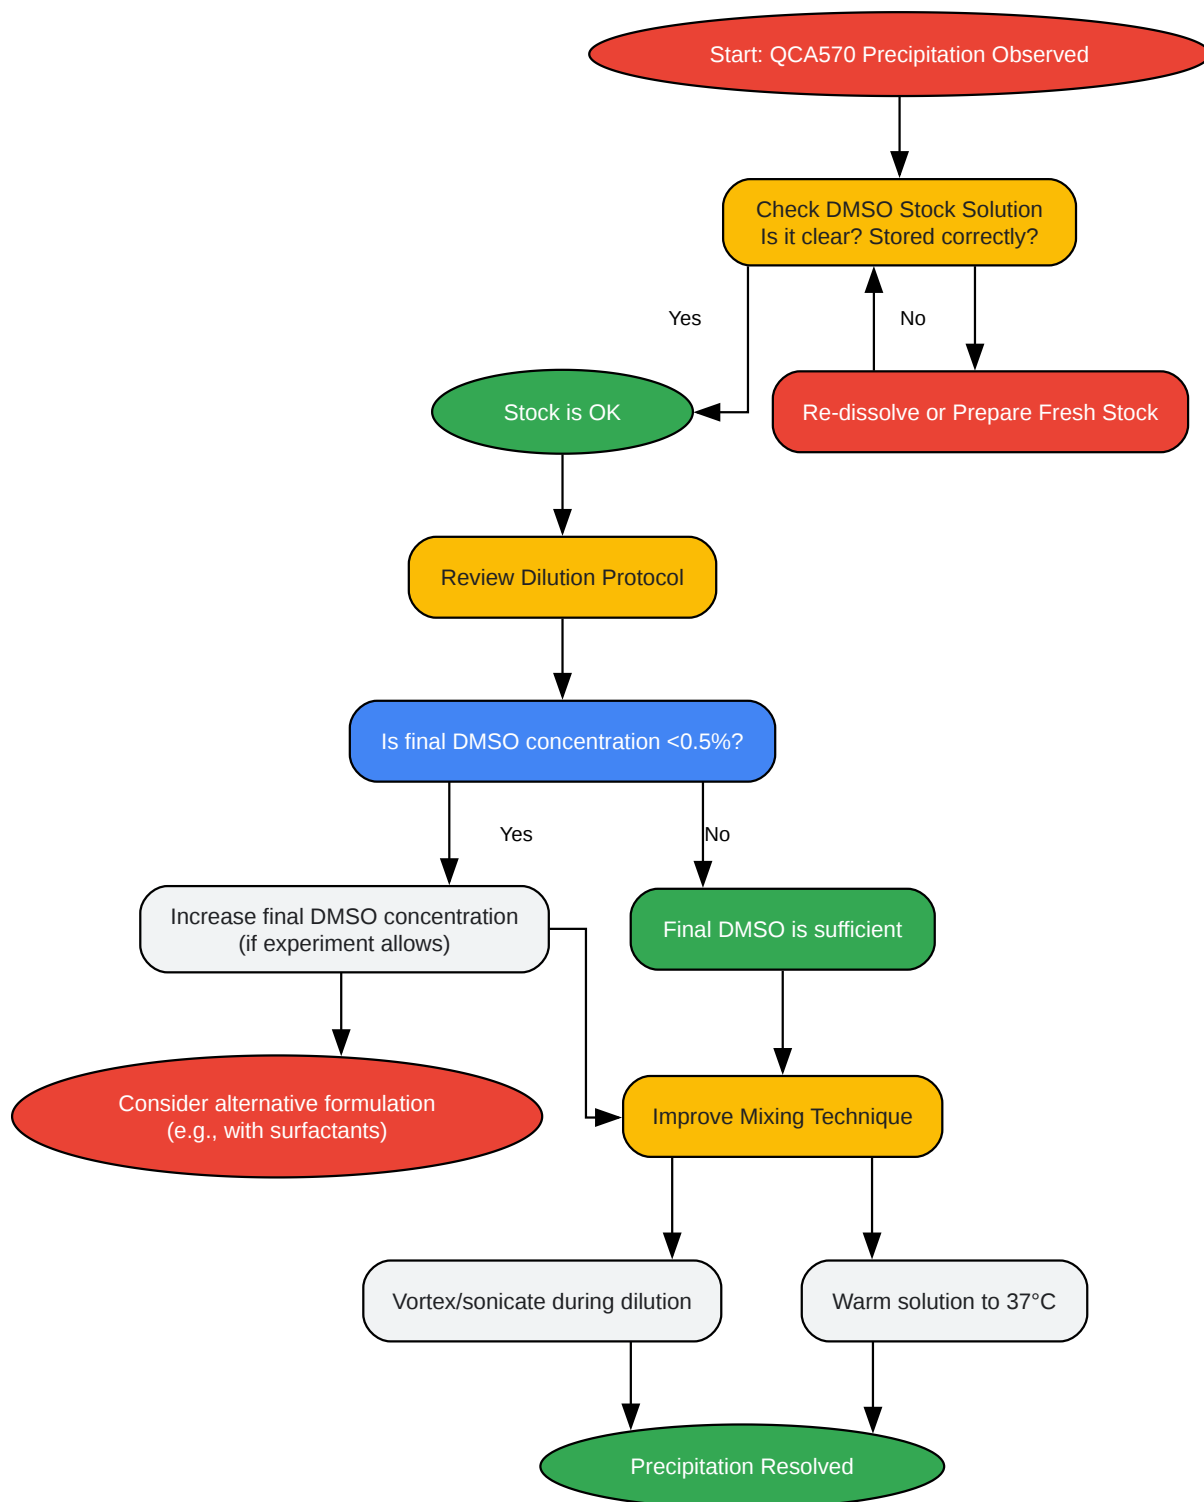 Start: QCA570 Precipitation Observed
Check DMSO Stock Solution
Is it clear? Stored correctly?
Yes
No
Stock is OK
Re-dissolve or Prepare Fresh Stock
Review Dilution Protocol
Is final DMSO concentration <0.5%?
Yes
No
Increase final DMSO concentration
(if experiment allows)
Final DMSO is sufficient
Consider alternative formulation
(e.g., with surfactants)
Improve Mixing Technique
Vortex/sonicate during dilution
Warm solution to 37°C
Precipitation Resolved